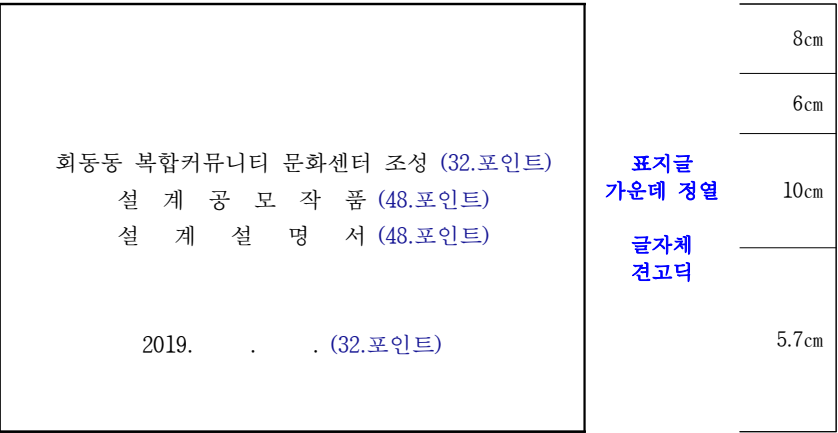 회동동 복합커뮤니티 문화센터 조성 (32.포인트)
설 계 공 모 작 품 (48.포인트)
설 계 설 명 서 (48.포인트)
2019. . . (32.포인트)
표지글
가운데 정열
글자체
견고딕
8cm
6cm
10cm
5.7cm